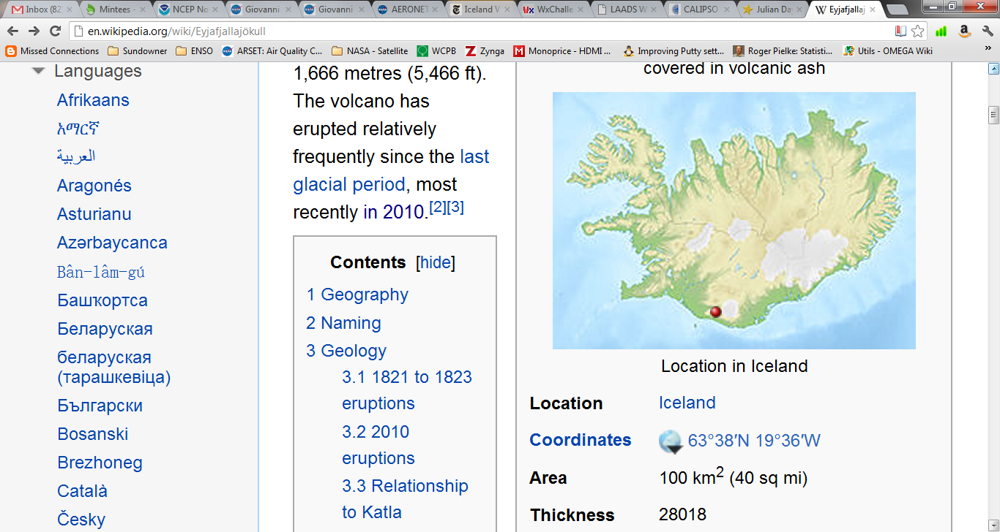 Inbox (82
Mintees -
NCEP No
Giovanni
Giovanni
AERONET
Iceland V
WxChalle
LAADS W
CALIPSO
Julian Da
Eyjafjallaj
en.wikipedia.org/wiki/Eyjafjallajökull
Missed Connections
Sundowner
ENSO
ARSET: Air Quality C...
NASA - Satellite
WCPB
Zynga
Monoprice - HDMI ...
Improving Putty sett...
Roger Pielke: Statisti...
Utils - OMEGA Wiki
»
Languages
Afrikaans
አማርኛ
العربية
Aragonés
Asturianu
Azərbaycanca
Bân-lâm-gú
Башҡортса
Беларуская
беларуская
(тарашкевіца)
Български
Bosanski
Brezhoneg
Català
Česky
1,666 metres (5,466 ft).
The volcano has
erupted relatively
frequently since the last
glacial period, most
recently in 2010.[2][3]
Contents [hide]
1 Geography
2 Naming
3 Geology
3.1 1821 to 1823
eruptions
3.2 2010
eruptions
3.3 Relationship
to Katla
covered in volcanic ash
Location in Iceland
Location Iceland
Coordinates 63°38′N 19°36′W
Area 100 km2 (40 sq mi)
Thickness 28018